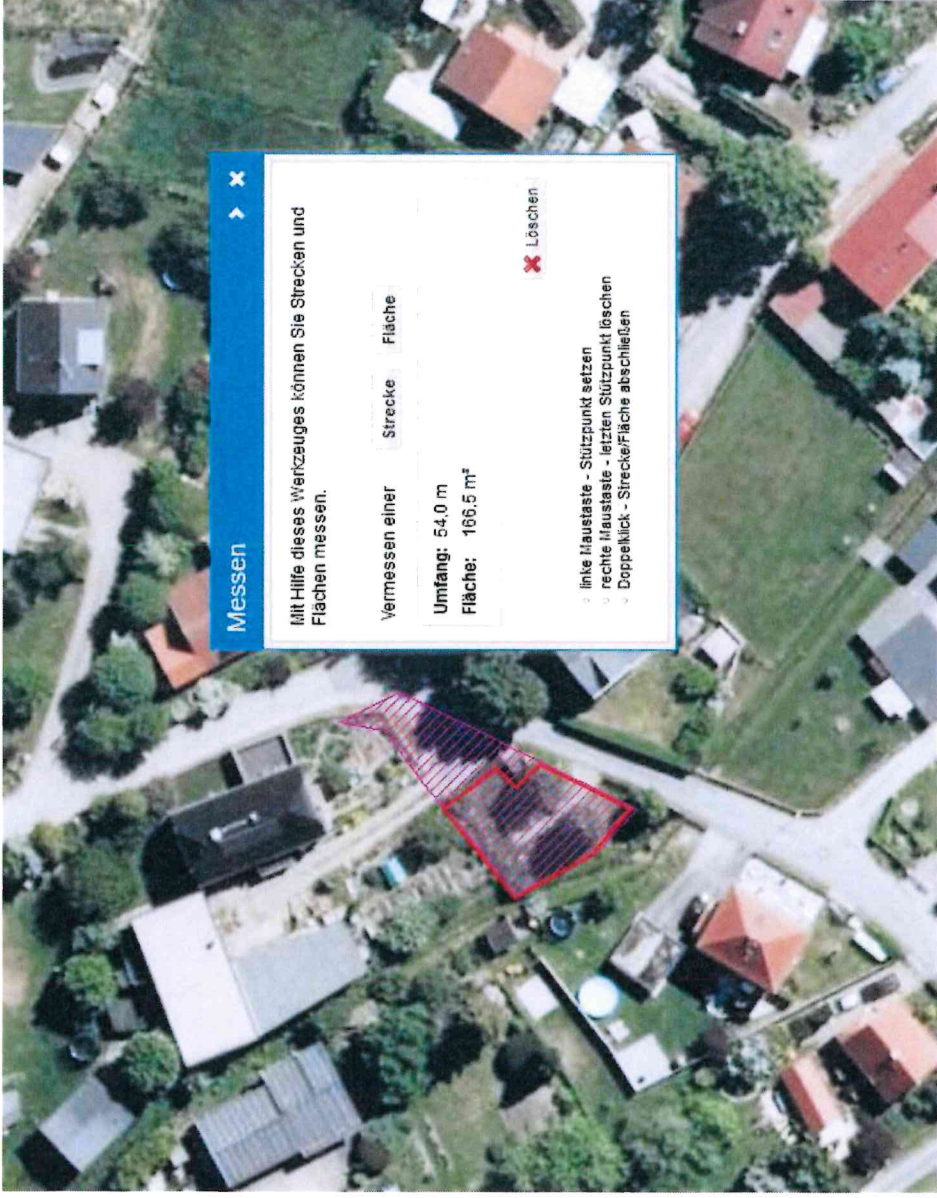 Messen
Mit Hilfe dieses Werkzeuges können Sie Strecken und
Flächen messen.
Vermessen einer Strecke Fläche
Umfang: 54,0 m
Fläche: 166,5 m²
Löschen
linke Maustaste - Stützpunkt setzen
rechte Maustaste - letzten Stützpunkt löschen
Doppelklick - Strecke/Fläche abschließen